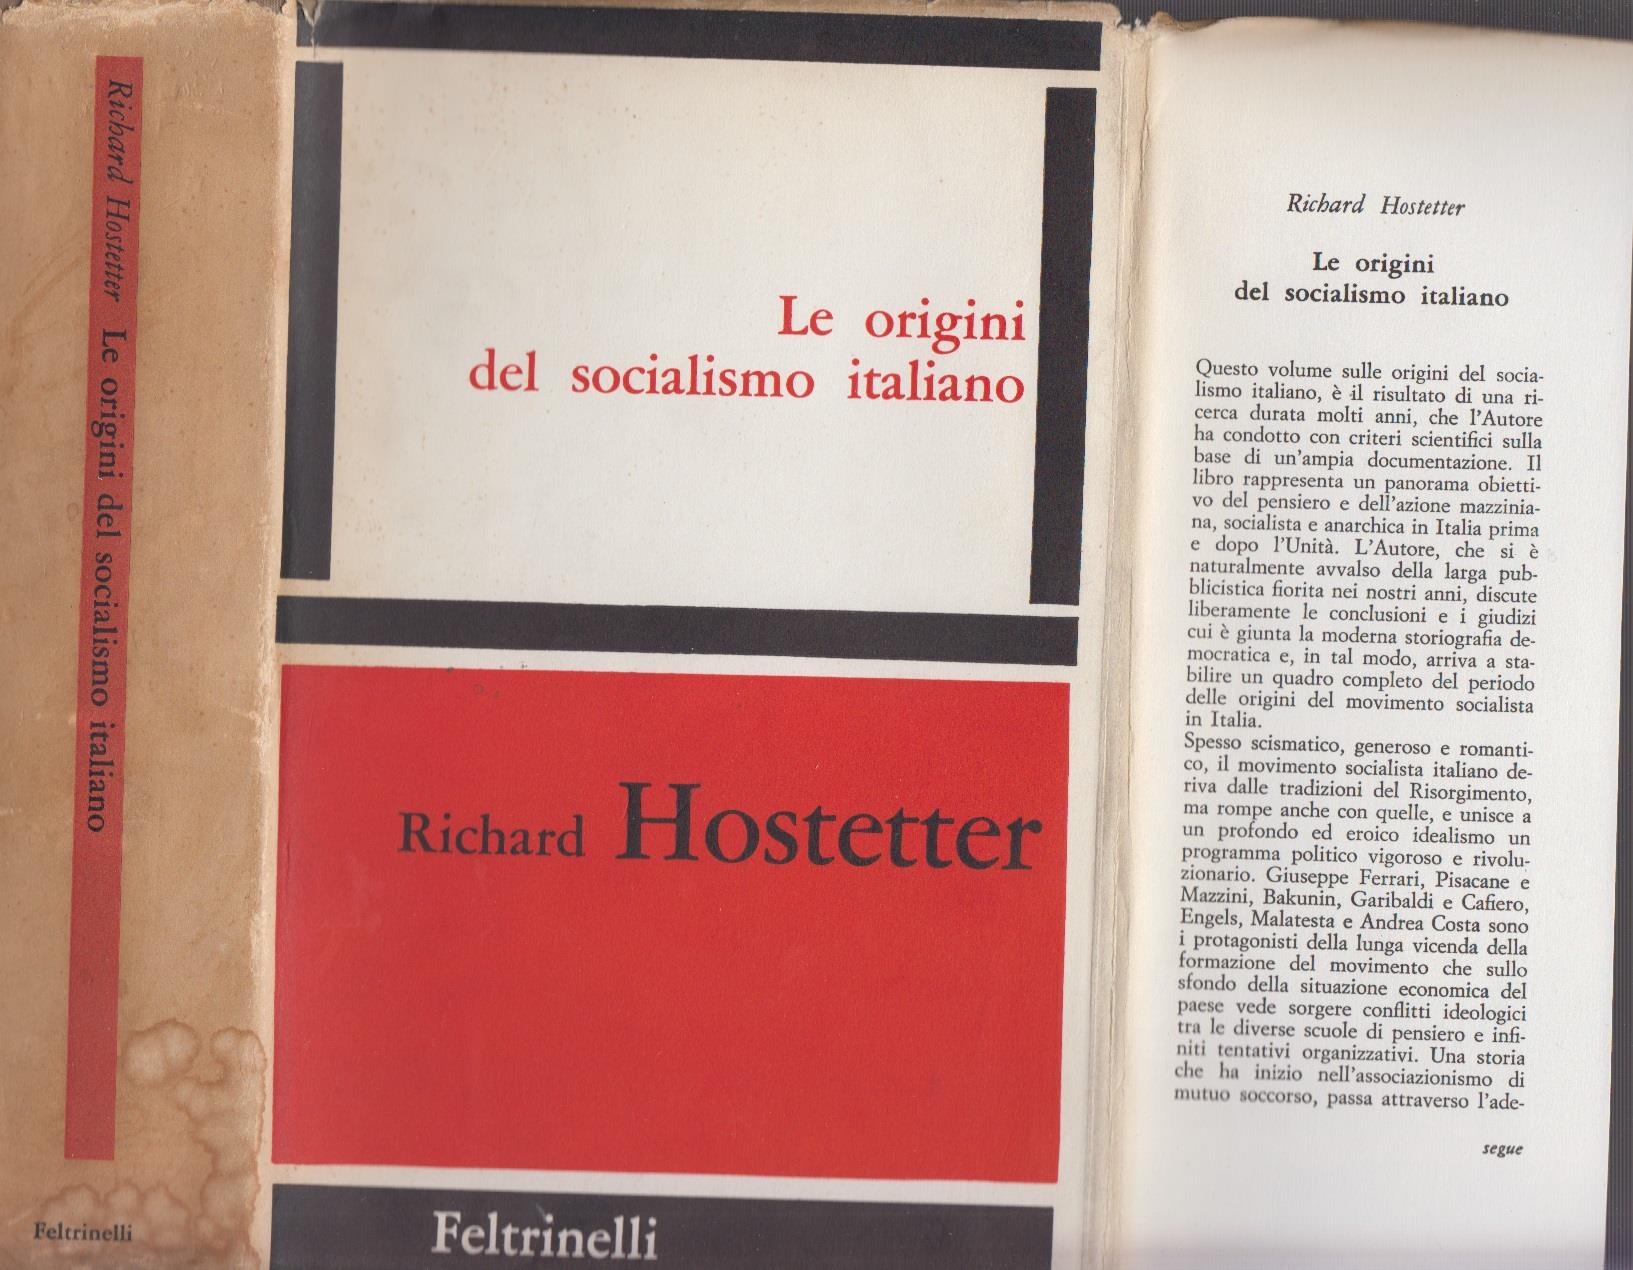 Richard Hostetter Le origini del socialismo italiano
Feltrinelli
Le origini
del socialismo italiano
Richard Hostetter
Feltrinelli
Richard Hostetter
Le origini
del socialismo italiano
Questo volume sulle origini del socia-
lismo italiano, è il risultato di una ri-
cerca durata molti anni, che l'Autore
ha condotto con criteri scientifici sulla
base di un'ampia documentazione. Il
libro rappresenta un panorama obietti-
vo del pensiero e dell'azione mazzinia-
na, socialista e anarchica in Italia prima
e dopo l'Unità. L'Autore, che si è
naturalmente avvalso della larga pub-
blicistica fiorita nei nostri anni, discute
liberamente le conclusioni e i giudizi
cui è giunta la moderna storiografia de-
mocratica e, in tal modo, arriva a sta-
bilire un quadro completo del periodo
delle origini del movimento socialista
in Italia.
Spesso scismatico, generoso e romanti-
co, il movimento socialista italiano de-
riva dalle tradizioni del Risorgimento,
ma rompe anche con quelle, e unisce a
un profondo ed eroico idealismo un
programma politico vigoroso e rivolu-
zionario. Giuseppe Ferrari, Pisacane e
Mazzini, Bakunin, Garibaldi e Cafiero,
Engels, Malatesta e Andrea Costa sono
i protagonisti della lunga vicenda della
formazione del movimento che sullo
sfondo della situazione economica del
paese vede sorgere conflitti ideologici
tra le diverse scuole di pensiero e infi-
niti tentativi organizzativi. Una storia
che ha inizio nell'associazionismo di
mutuo soccorso, passa attraverso l'ade-
segue